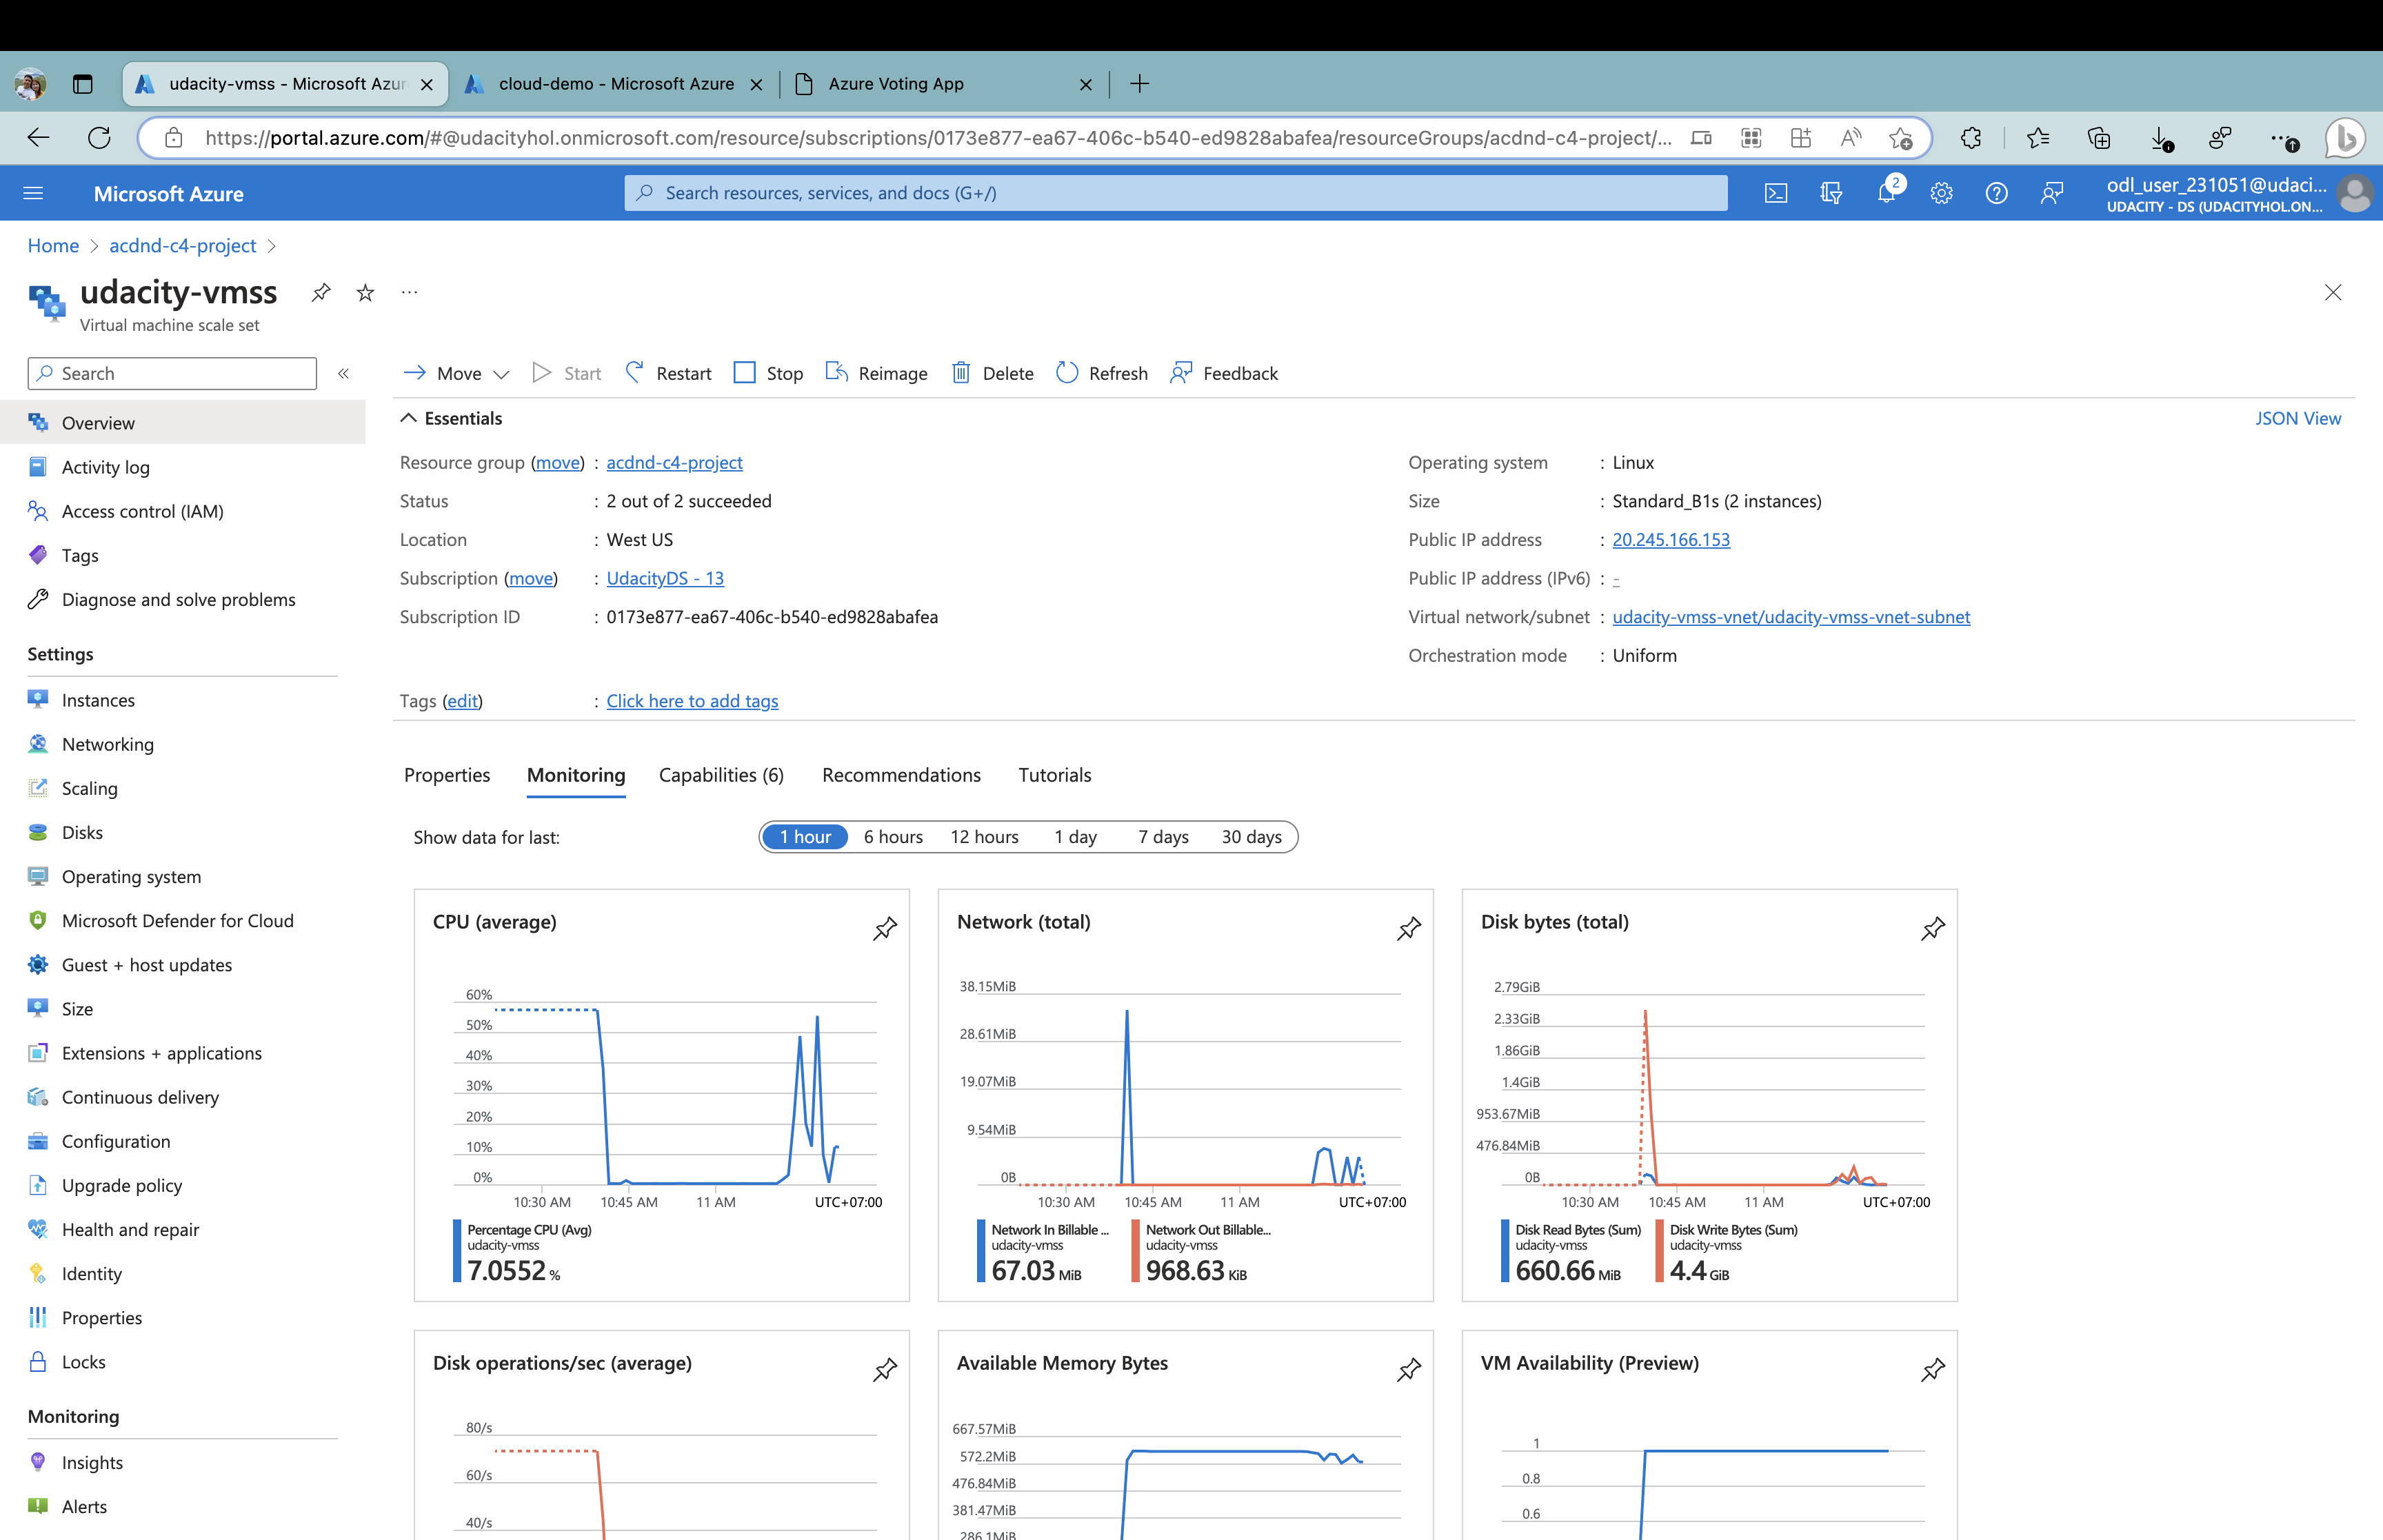 udacity-vmss - Microsoft Azur
cloud-demo - Microsoft Azure
Azure Voting App
https://portal.azure.com/#@udacityhol.onmicrosoft.com/resource/subscriptions/0173e877-ea67-406c-b540-ed9828abafea/resourceGroups/acdnd-c4-project/...
Microsoft Azure
Search resources, services, and docs (G+/)
2
odl_user_231051@udaci...
UDACITY - DS (UDACITYHOL.ON...
Home > acdnd-c4-project >
udacity-vmss
Virtual machine scale set
Search
Move
Start
Restart
Stop
Reimage
Delete
Refresh
Feedback
Overview
Activity log
Access control (IAM)
Tags
Diagnose and solve problems
Settings
Instances
Networking
Scaling
Disks
Operating system
Microsoft Defender for Cloud
Guest + host updates
Size
Extensions + applications
Continuous delivery
Configuration
Upgrade policy
Health and repair
Identity
Properties
Locks
Monitoring
Insights
Alerts
Essentials
JSON View
Resource group (move) : acdnd-c4-project
Status : 2 out of 2 succeeded
Location : West US
Subscription (move) : UdacityDS - 13
Subscription ID : 0173e877-ea67-406c-b540-ed9828abafea
Operating system : Linux
Size : Standard_B1s (2 instances)
Public IP address : 20.245.166.153
Public IP address (IPv6) : -
Virtual network/subnet : udacity-vmss-vnet/udacity-vmss-vnet-subnet
Orchestration mode : Uniform
Tags (edit) : Click here to add tags
Properties
Monitoring
Capabilities (6)
Recommendations
Tutorials
Show data for last:
1 hour
6 hours
12 hours
1 day
7 days
30 days
CPU (average)
60%
50%
40%
30%
20%
10%
0%
10:30 AM
10:45 AM
11 AM
UTC+07:00
Percentage CPU (Avg)
udacity-vmss
7.0552 %
Network (total)
38.15MiB
28.61MiB
19.07MiB
9.54MiB
0B
10:30 AM
10:45 AM
11 AM
UTC+07:00
Network In Billable ...
udacity-vmss
67.03 MiB
Network Out Billable...
udacity-vmss
968.63 KiB
Disk bytes (total)
2.79GiB
2.33GiB
1.86GiB
1.4GiB
953.67MiB
476.84MiB
0B
10:30 AM
10:45 AM
11 AM
UTC+07:00
Disk Read Bytes (Sum)
udacity-vmss
660.66 MiB
Disk Write Bytes (Sum)
udacity-vmss
4.4 GiB
Disk operations/sec (average)
80/s
60/s
40/s
Available Memory Bytes
667.57MiB
572.2MiB
476.84MiB
381.47MiB
286.1MiB
VM Availability (Preview)
1
0.8
0.6